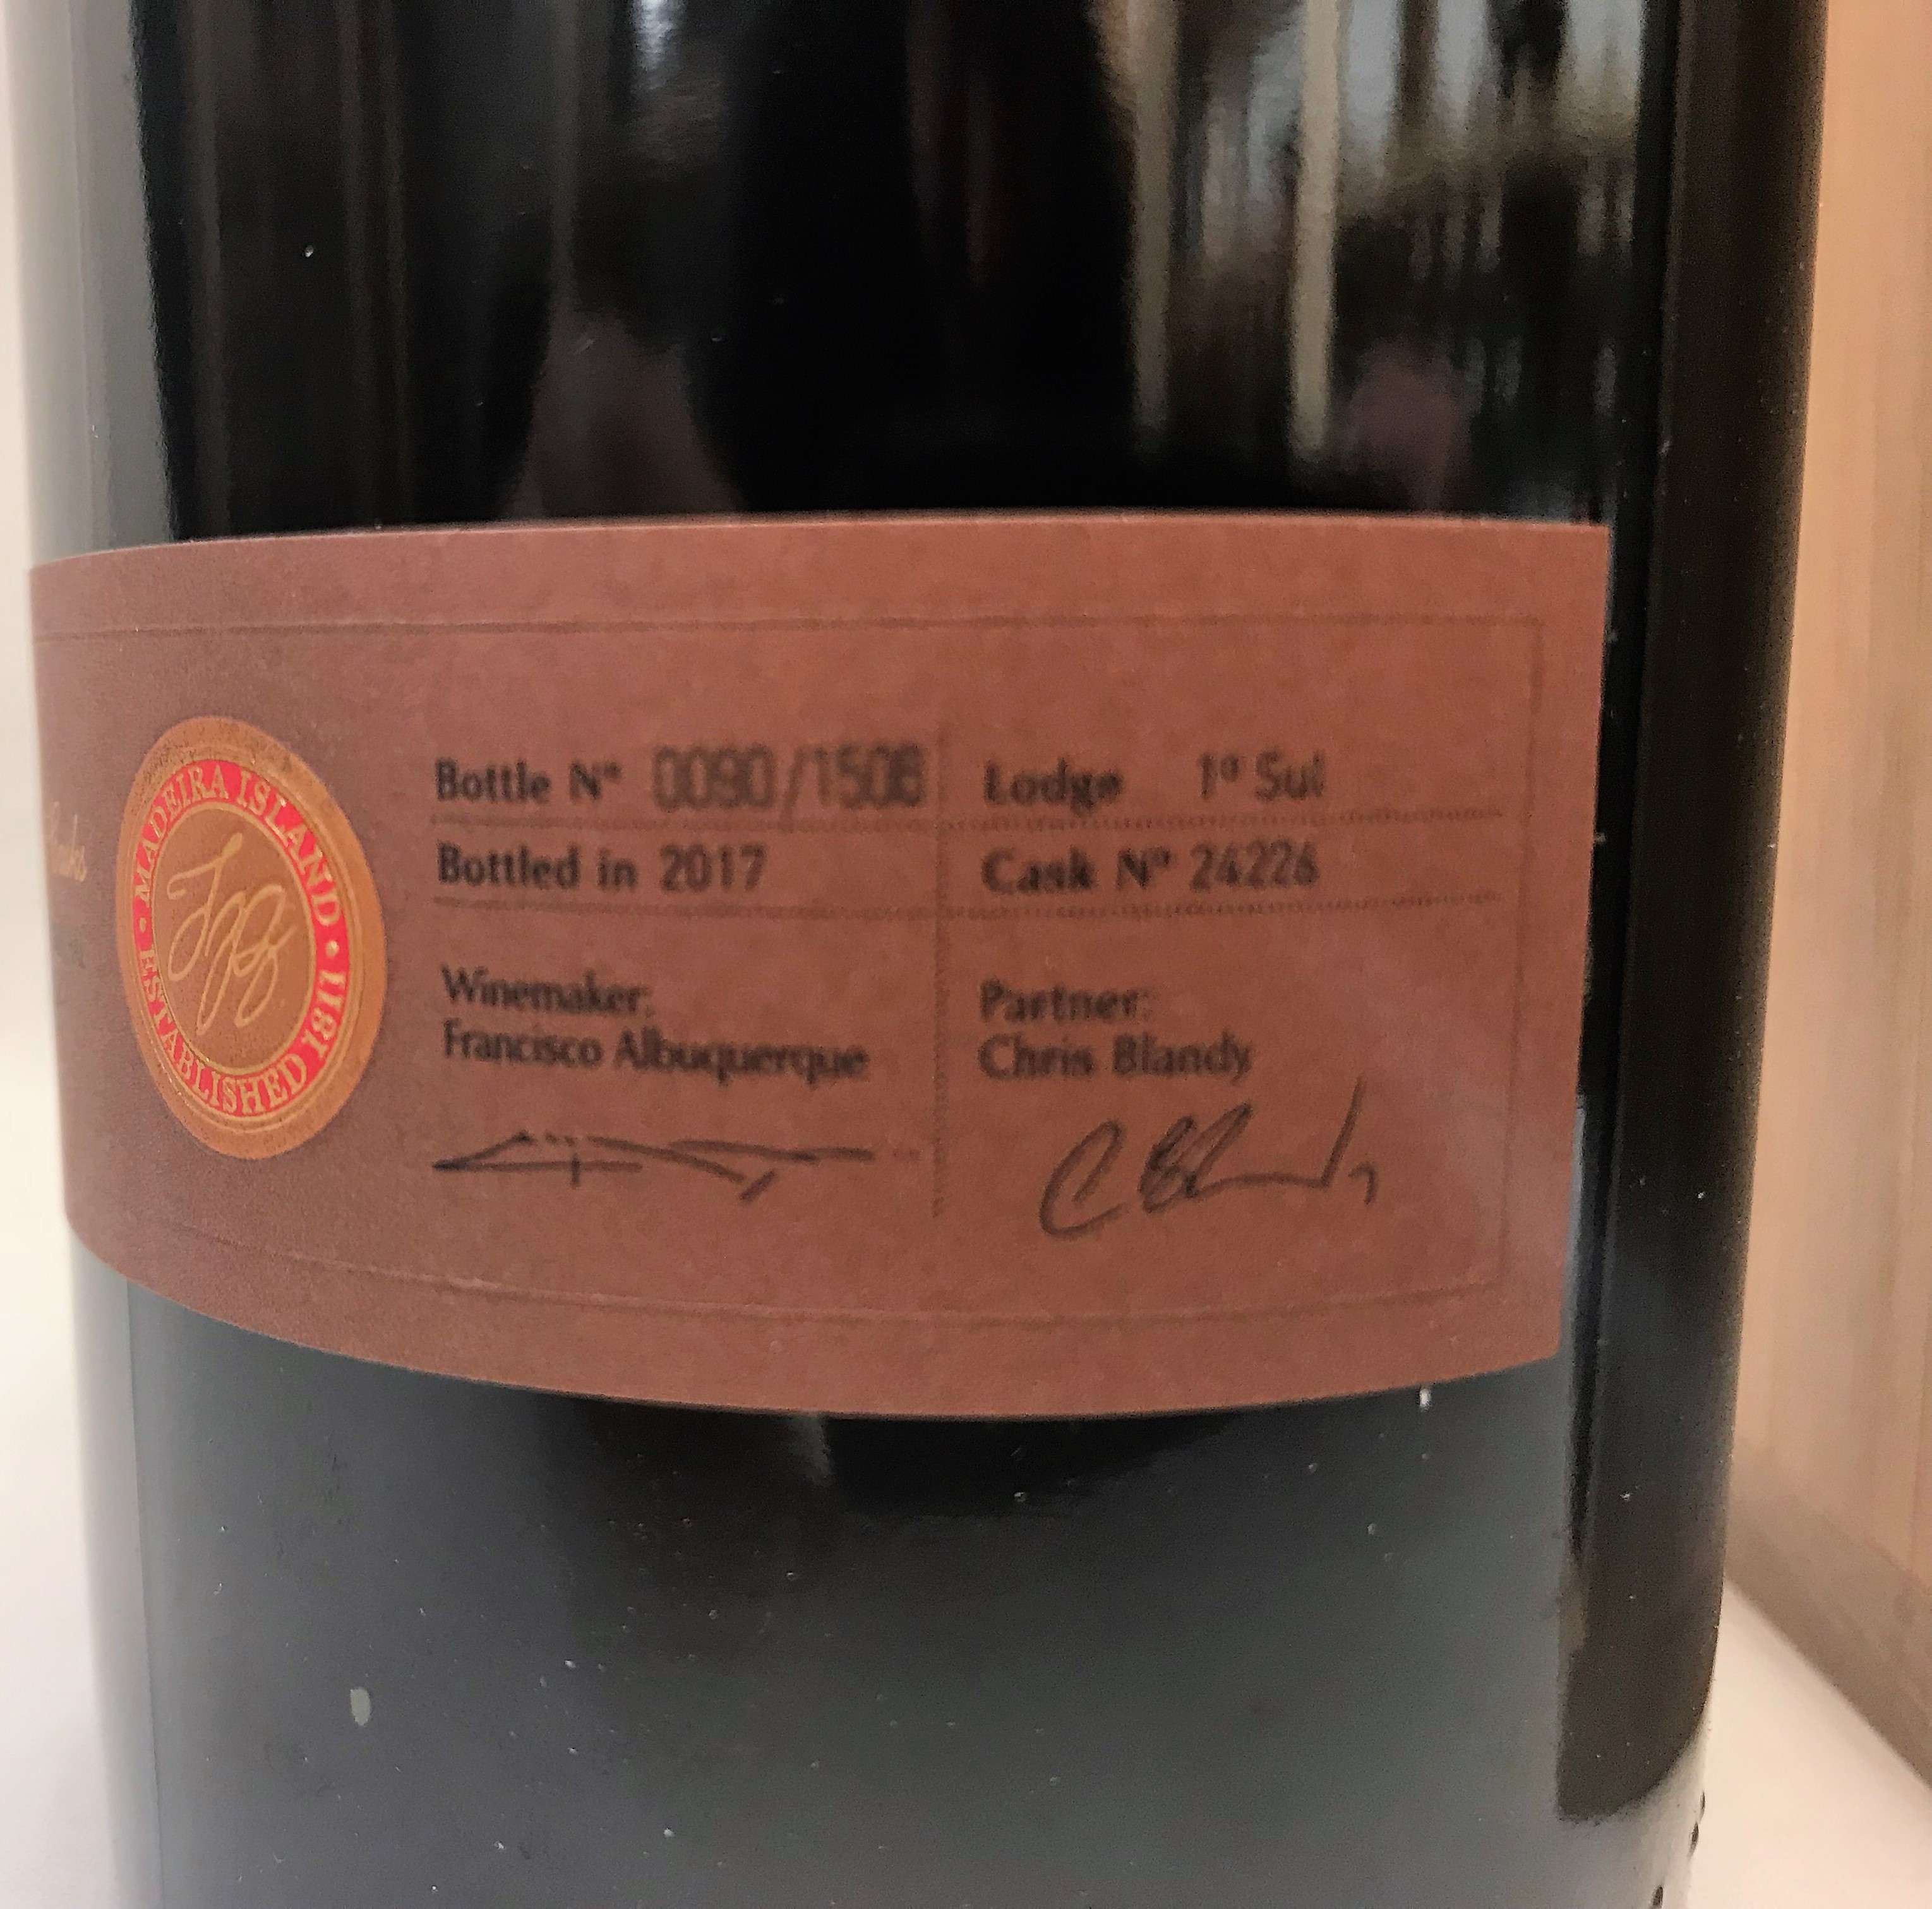 MADEIRA ISLAND • 1811 • ESTABLISHED •
Bottle Nº 0090/1508
Lodge 1º Sul
Bottled in 2017
Cask Nº 24226
Winemaker:
Francisco Albuquerque
Partner:
Chris Blandy
C Blandy